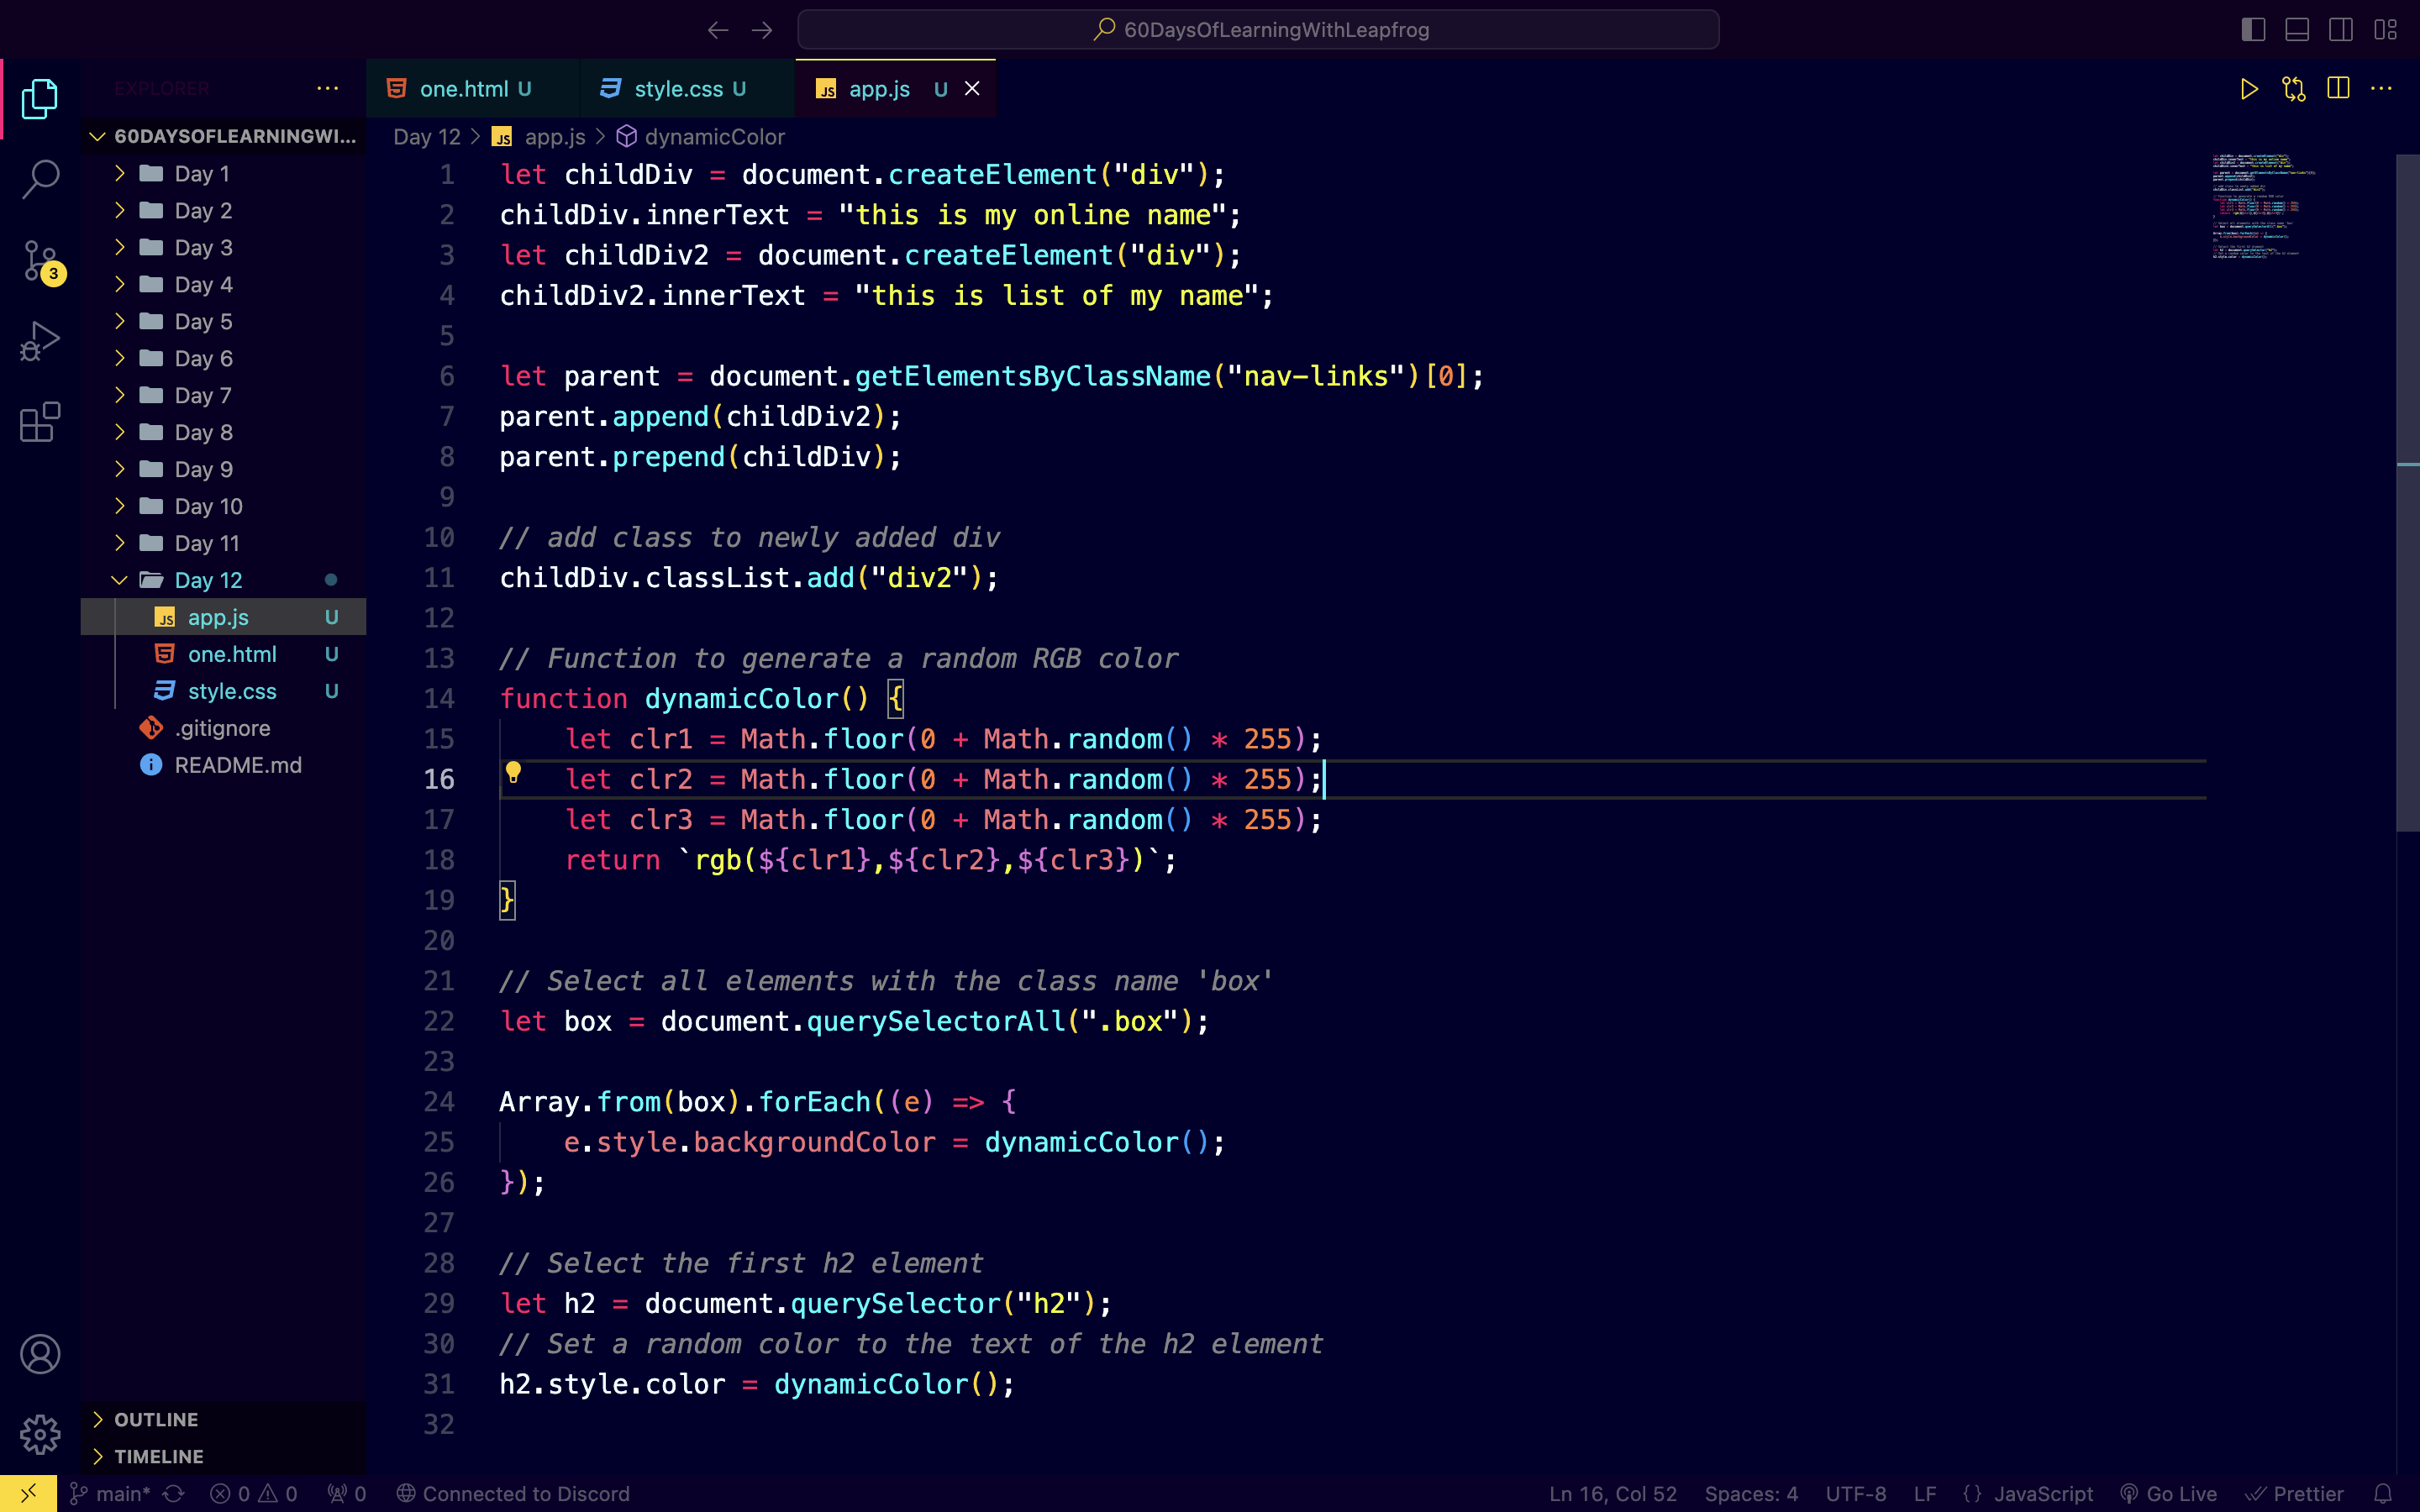 60DaysOfLearningWithLeapfrog
EXPLORER
60DAYSOFLEARNINGWI...
Day 1
Day 2
Day 3
Day 4
Day 5
Day 6
Day 7
Day 8
Day 9
Day 10
Day 11
Day 12
app.js U
one.html U
style.css U
.gitignore
README.md
OUTLINE
TIMELINE
3
one.html U
style.css U
JS app.js U
Day 12 > JS app.js > dynamicColor
1 let childDiv = document.createElement("div");
2 childDiv.innerText = "this is my online name";
3 let childDiv2 = document.createElement("div");
4 childDiv2.innerText = "this is list of my name";
5
6 let parent = document.getElementsByClassName("nav-links")[0];
7 parent.append(childDiv2);
8 parent.prepend(childDiv);
9
10 // add class to newly added div
11 childDiv.classList.add("div2");
12
13 // Function to generate a random RGB color
14 function dynamicColor() {
15     let clr1 = Math.floor(0 + Math.random() * 255);
16     let clr2 = Math.floor(0 + Math.random() * 255);
17     let clr3 = Math.floor(0 + Math.random() * 255);
18     return `rgb(${clr1},${clr2},${clr3})`;
19 }
20
21 // Select all elements with the class name 'box'
22 let box = document.querySelectorAll(".box");
23
24 Array.from(box).forEach((e) => {
25     e.style.backgroundColor = dynamicColor();
26 });
27
28 // Select the first h2 element
29 let h2 = document.querySelector("h2");
30 // Set a random color to the text of the h2 element
31 h2.style.color = dynamicColor();
32
main* 0 0 0 Connected to Discord Ln 16, Col 52 Spaces: 4 UTF-8 LF {} JavaScript Go Live Prettier